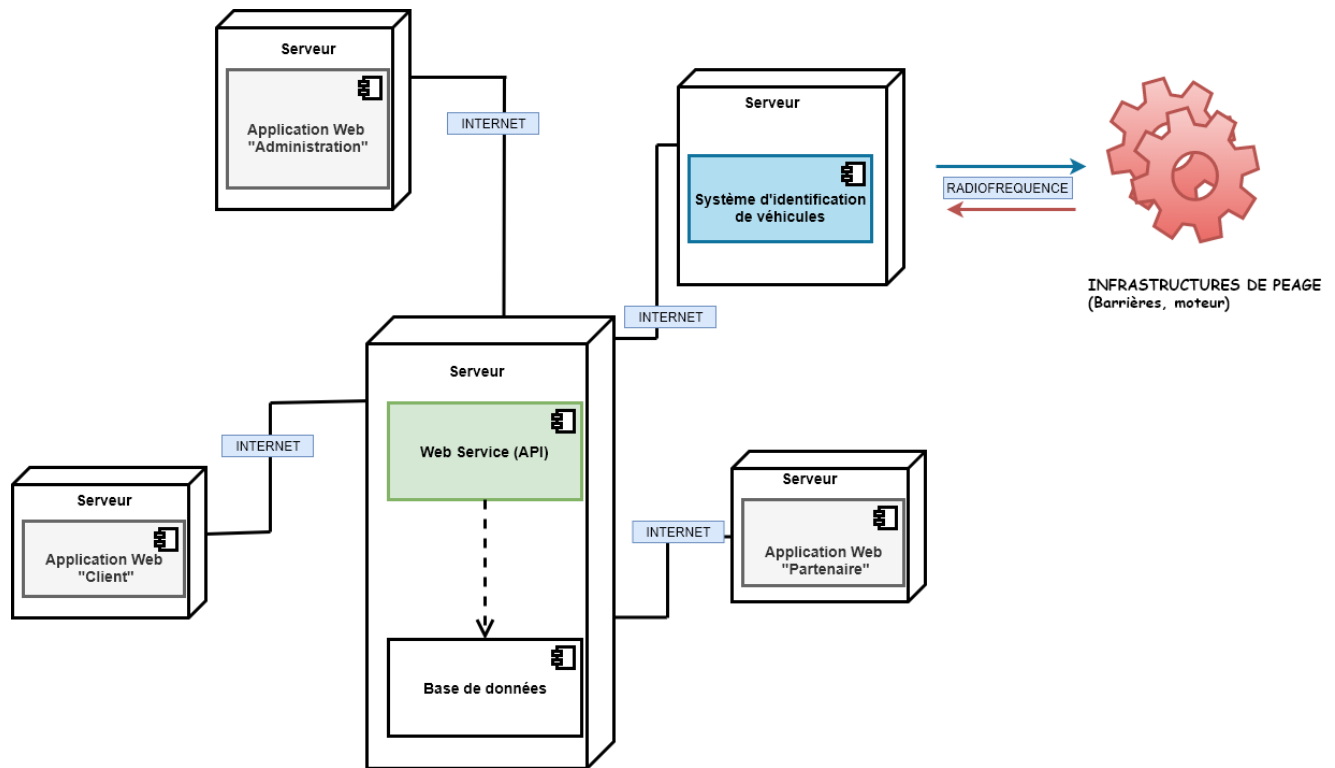 Serveur
Application Web
"Administration"
INTERNET
Serveur
Système d'identification
de véhicules
RADIOFREQUENCE
INFRASTRUCTURES DE PEAGE
(Barrières, moteur)
INTERNET
Serveur
Web Service (API)
Base de données
INTERNET
Serveur
Application Web
"Client"
INTERNET
Serveur
Application Web
"Partenaire"